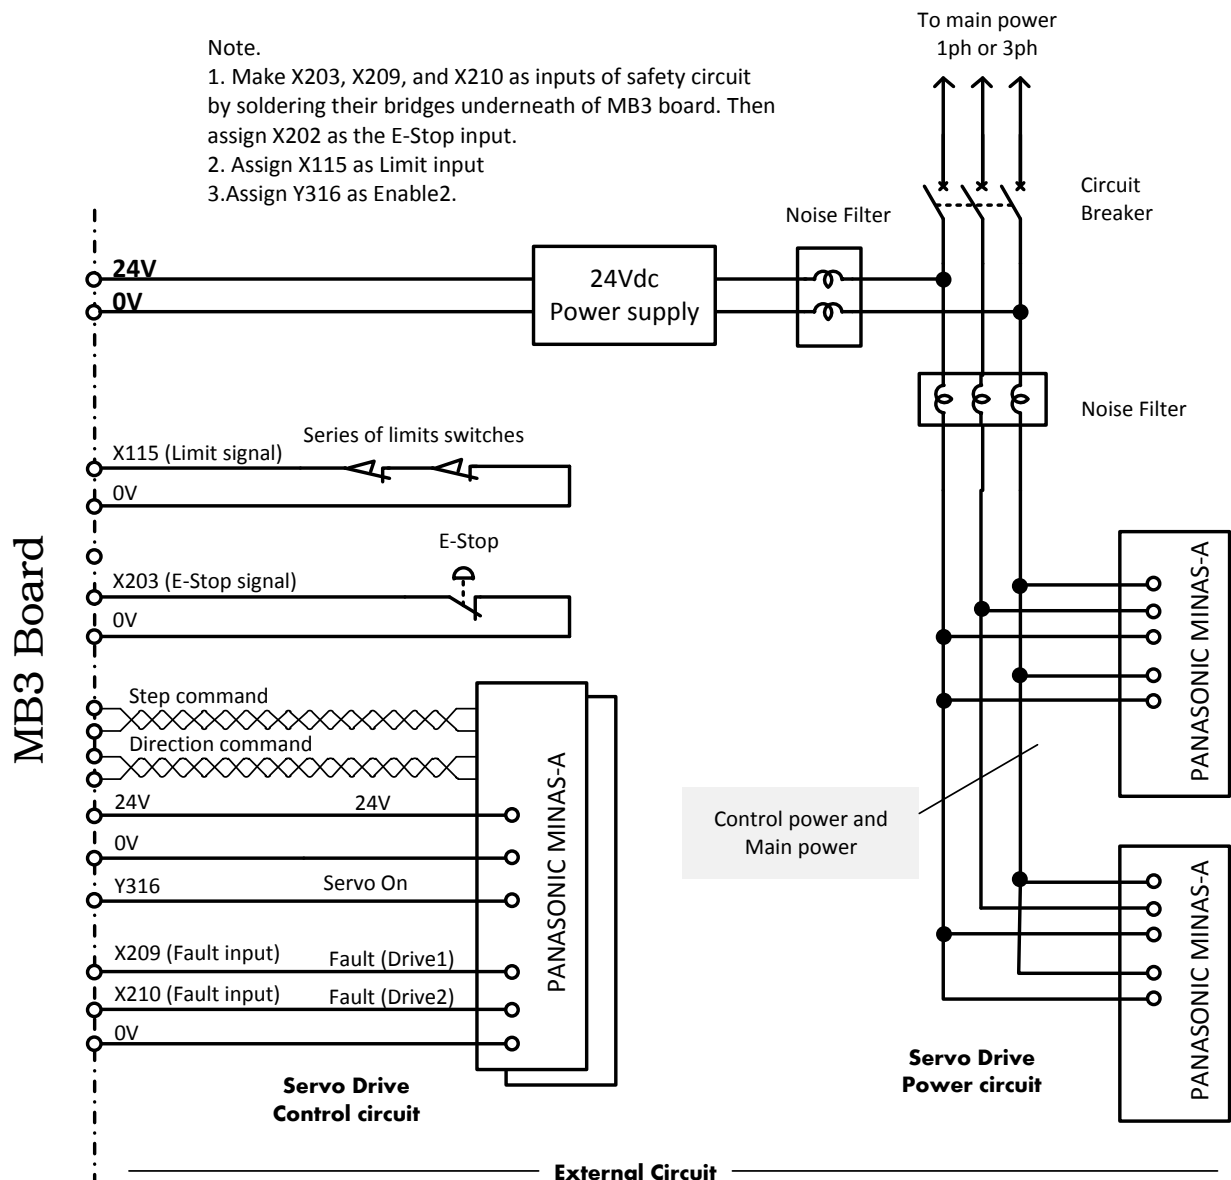 To main power
1ph or 3ph
Note.
1. Make X203, X209, and X210 as inputs of safety circuit
by soldering their bridges underneath of MB3 board. Then
assign X202 as the E-Stop input.
2. Assign X115 as Limit input
3.Assign Y316 as Enable2.
Circuit
Breaker
Noise Filter
24V
0V
24Vdc
Power supply
Noise Filter
Series of limits switches
X115 (Limit signal)
0V
E-Stop
X203 (E-Stop signal)
0V
MB3 Board
Step command
Direction command
24V
24V
0V
Y316
Servo On
X209 (Fault input)
Fault (Drive1)
X210 (Fault input)
Fault (Drive2)
0V
PANASONIC MINAS-A
Servo Drive
Control circuit
PANASONIC MINAS-A
Control power and
Main power
PANASONIC MINAS-A
Servo Drive
Power circuit
External Circuit